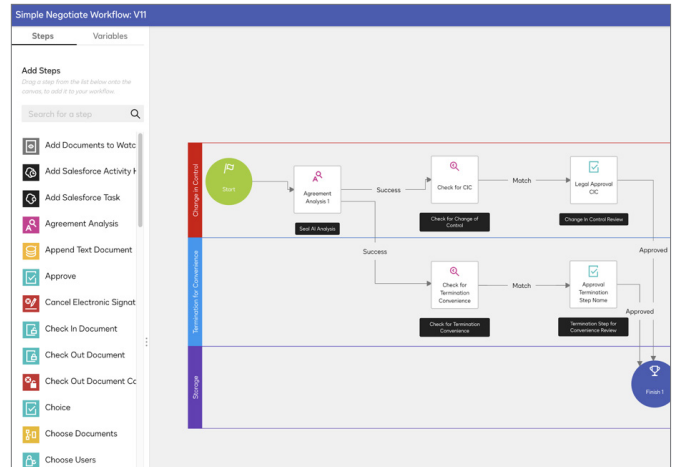 Simple Negotiate Workflow: V11
Steps Variables
Add Steps
Drag a step from the list below onto the
canvas, to add it to your workflow.
Search for a step
Add Documents to Watc
Add Salesforce Activity H
Add Salesforce Task
Agreement Analysis
Append Text Document
Approve
Cancel Electronic Signat
Check In Document
Check Out Document
Check Out Document Co
Choice
Choose Documents
Choose Users
Change in Control
Start
Agreement
Analysis 1
Seal AI Analysis
Success
Check for CIC
Check for Change of
Control
Match
Legal Approval
CIC
Change In Control Review
Approved
Termination for Convenience
Success
Check for
Termination
Convenience
Check for Termination
Convenience
Match
Approval
Termination
Step Name
Termination Step for
Convenience Review
Approved
Storage
Finish 1